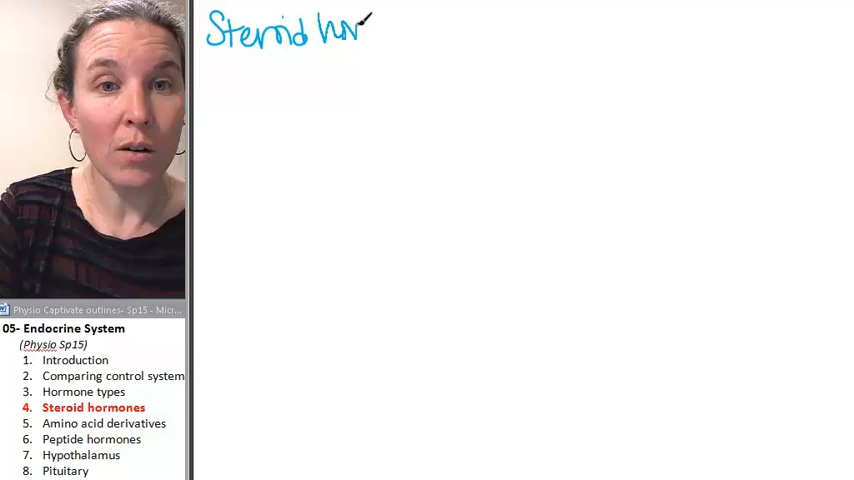 Steroid hor
Physio Captivate outlines- Sp15 - Micr...
05- Endocrine System
(Physio Sp15)
1. Introduction
2. Comparing control system
3. Hormone types
4. Steroid hormones
5. Amino acid derivatives
6. Peptide hormones
7. Hypothalamus
8. Pituitary